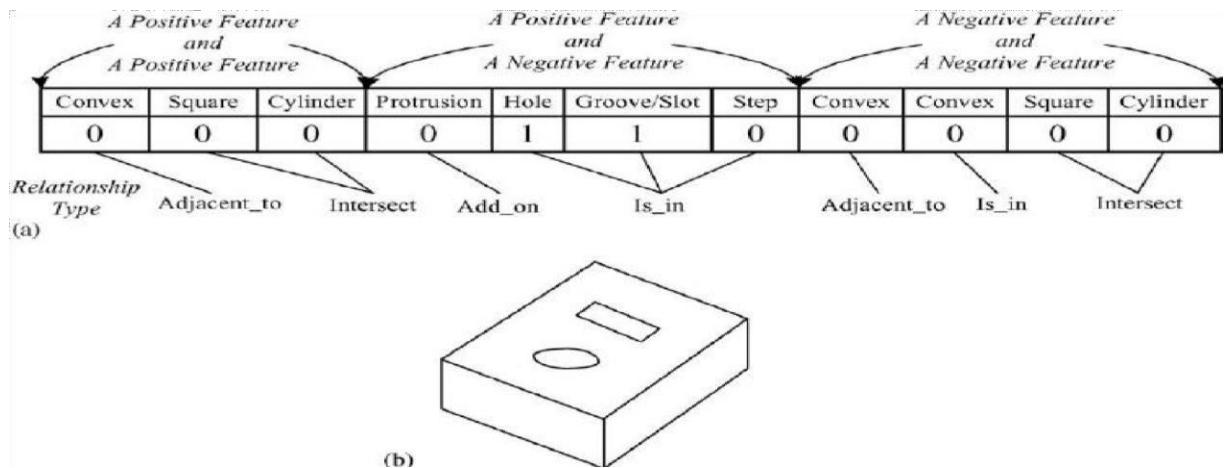 A Positive Feature A Positive Feature A Negative Feature
and and and
A Positive Feature A Negative Feature A Negative Feature
Convex Square Cylinder Protrusion Hole Groove/Slot Step Convex Convex Square Cylinder
0 0 0 0 1 1 0 0 0 0 0
Relationship
Type Adjacent_to Intersect Add_on Is_in Adjacent_to Is_in Intersect
(a)
(b)